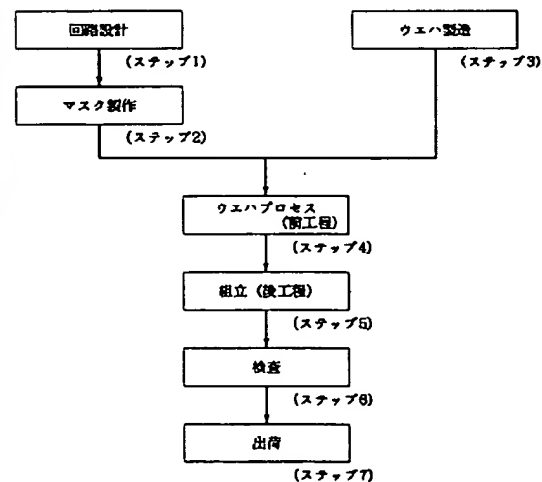 回路設計
(ステップ1)
ウエハ製造
(ステップ3)
マスク製作
(ステップ2)
ウエハプロセス
(前工程)
(ステップ4)
組立(後工程)
(ステップ5)
検査
(ステップ6)
出荷
(ステップ7)